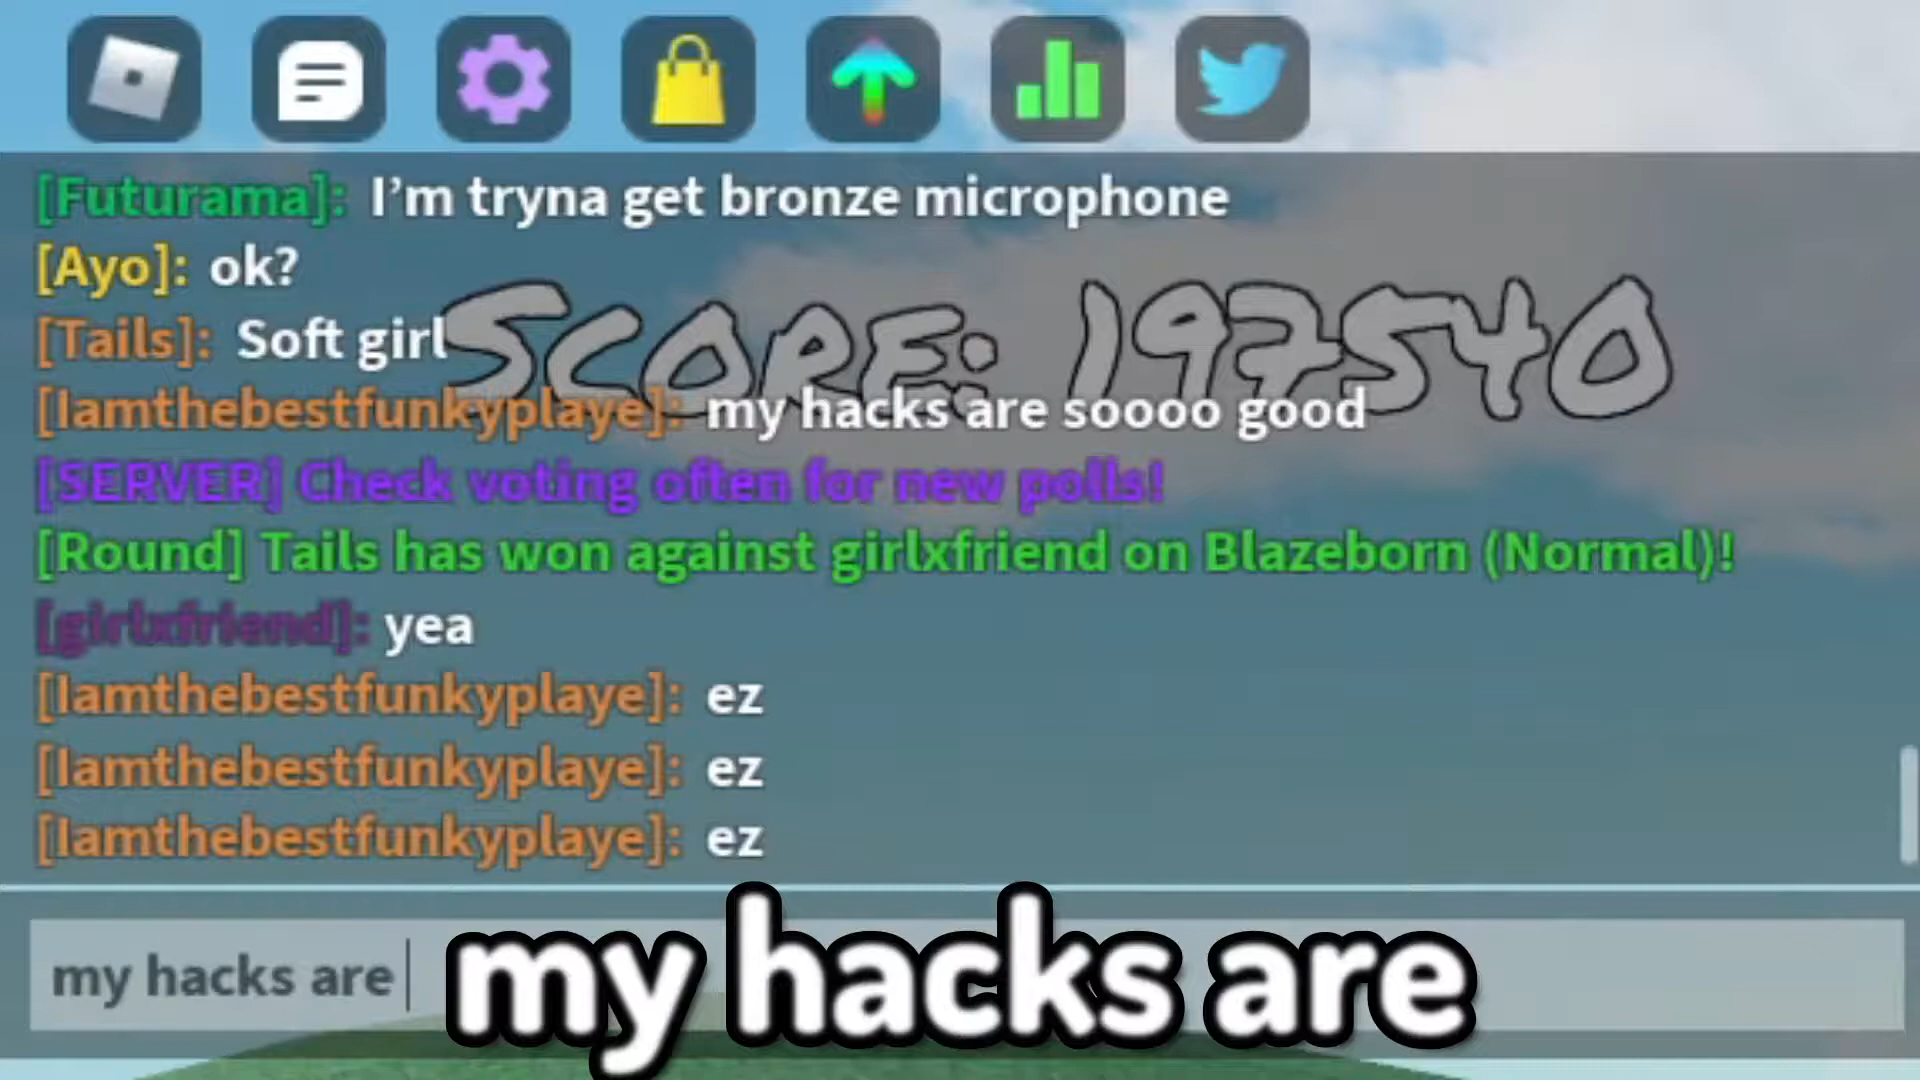 [Futurama]: I’m tryna get bronze microphone
[Ayo]: ok?
SCORE: 197540
[Tails]: Soft girl
[Iamthebestfunkyplaye]: my hacks are soooo good
[SERVER] Check voting often for new polls!
[Round] Tails has won against girlxfriend on Blazeborn (Normal)!
[girlxfriend]: yea
[Iamthebestfunkyplaye]: ez
[Iamthebestfunkyplaye]: ez
[Iamthebestfunkyplaye]: ez
my hacks are
my hacks are